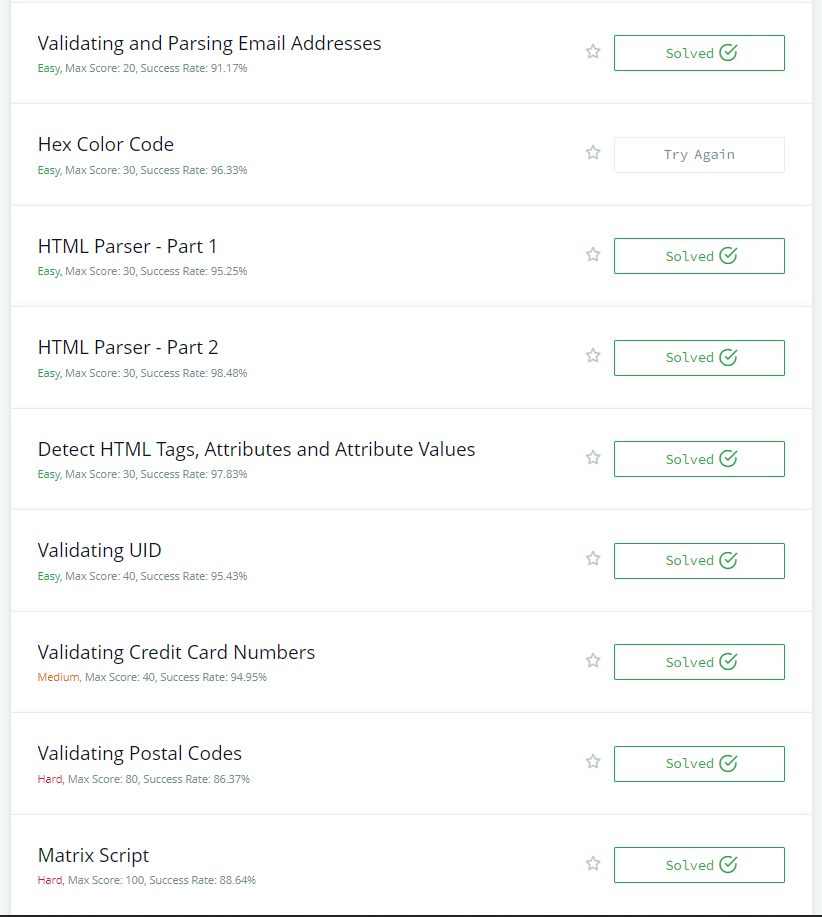 Validating and Parsing Email Addresses
Easy, Max Score: 20, Success Rate: 91.17%
Solved
Hex Color Code
Easy, Max Score: 30, Success Rate: 96.33%
Try Again
HTML Parser - Part 1
Easy, Max Score: 30, Success Rate: 95.25%
Solved
HTML Parser - Part 2
Easy, Max Score: 30, Success Rate: 98.48%
Solved
Detect HTML Tags, Attributes and Attribute Values
Easy, Max Score: 30, Success Rate: 97.83%
Solved
Validating UID
Easy, Max Score: 40, Success Rate: 95.43%
Solved
Validating Credit Card Numbers
Medium, Max Score: 40, Success Rate: 94.95%
Solved
Validating Postal Codes
Hard, Max Score: 80, Success Rate: 86.37%
Solved
Matrix Script
Hard, Max Score: 100, Success Rate: 88.64%
Solved